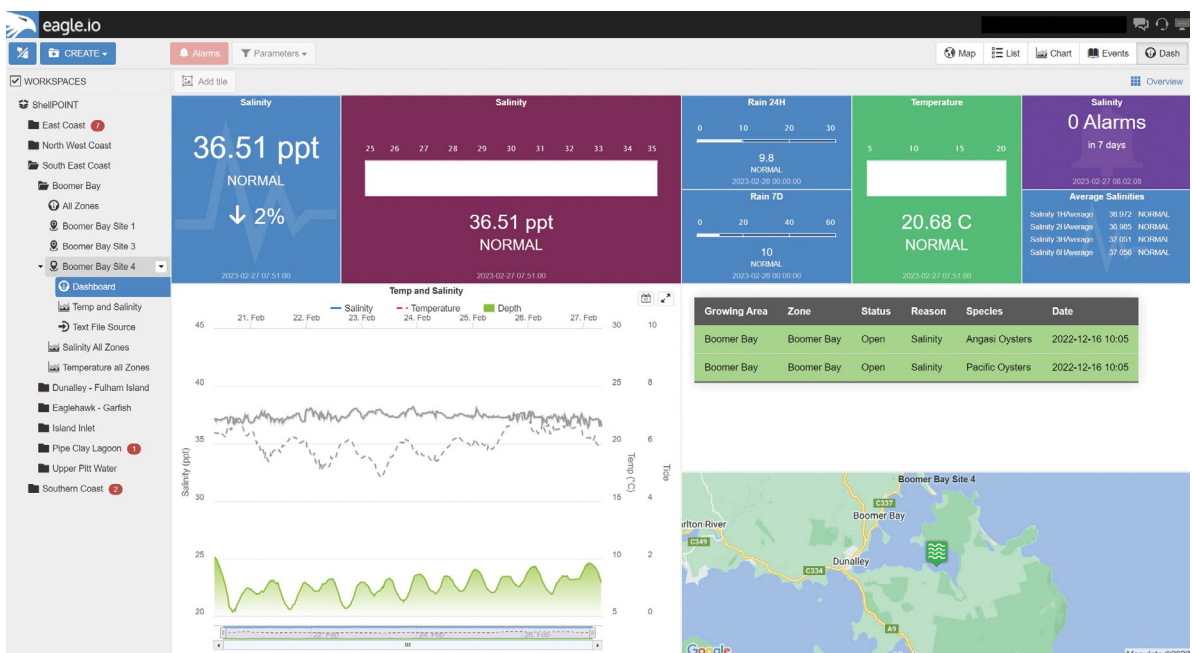 eagle.io
CREATE
Alarms
Parameters
Map
List
Chart
Events
Dash
WORKSPACES
Add tile
Overview
ShellPOINT
East Coast 7
North West Coast
South East Coast
Boomer Bay
All Zones
Boomer Bay Site 1
Boomer Bay Site 3
Boomer Bay Site 4
Dashboard
Temp and Salinity
Text File Source
Salinity All Zones
Temperature all Zones
Dunalley - Fulham Island
Eaglehawk - Garfish
Island Inlet
Pipe Clay Lagoon 1
Upper Pitt Water
Southern Coast 2
Salinity
36.51 ppt
NORMAL
2%
2023-02-27 07:51:00
Salinity
25 26 27 28 29 30 31 32 33 34 35
36.51 ppt
NORMAL
2023-02-27 07:51:00
Rain 24H
0 10 20 30
9.8
NORMAL
2023-02-26 00:00:00
Rain 7D
0 20 40 60
10
NORMAL
2023-02-26 00:00:00
Temperature
5 10 15 20
20.68 C
NORMAL
2023-02-27 07:51:00
Salinity
0 Alarms
in 7 days
2023-02-27 08:02:08
Average Salinities
Salinity 1HAverage 36.972 NORMAL
Salinity 2HAverage 36.985 NORMAL
Salinity 3HAverage 37.051 NORMAL
Salinity 6HAverage 37.056 NORMAL
Temp and Salinity
Salinity Temperature Depth
21. Feb 22. Feb 23. Feb 24. Feb 25. Feb 26. Feb 27. Feb
45 30 10
40 25 8
35 20 6
30 15 4
25 10 2
20 5 0
Salinity (ppt)
Temp (°C)
Tide
22. Feb 24. Feb 26. Feb
Growing Area Zone Status Reason Species Date
Boomer Bay Boomer Bay Open Salinity Angasi Oysters 2022-12-16 10:05
Boomer Bay Boomer Bay Open Salinity Pacific Oysters 2022-12-16 10:05
Boomer Bay Site 4
C337
Boomer Bay
rlton River
C349
Dunalley
C334
A9
Google